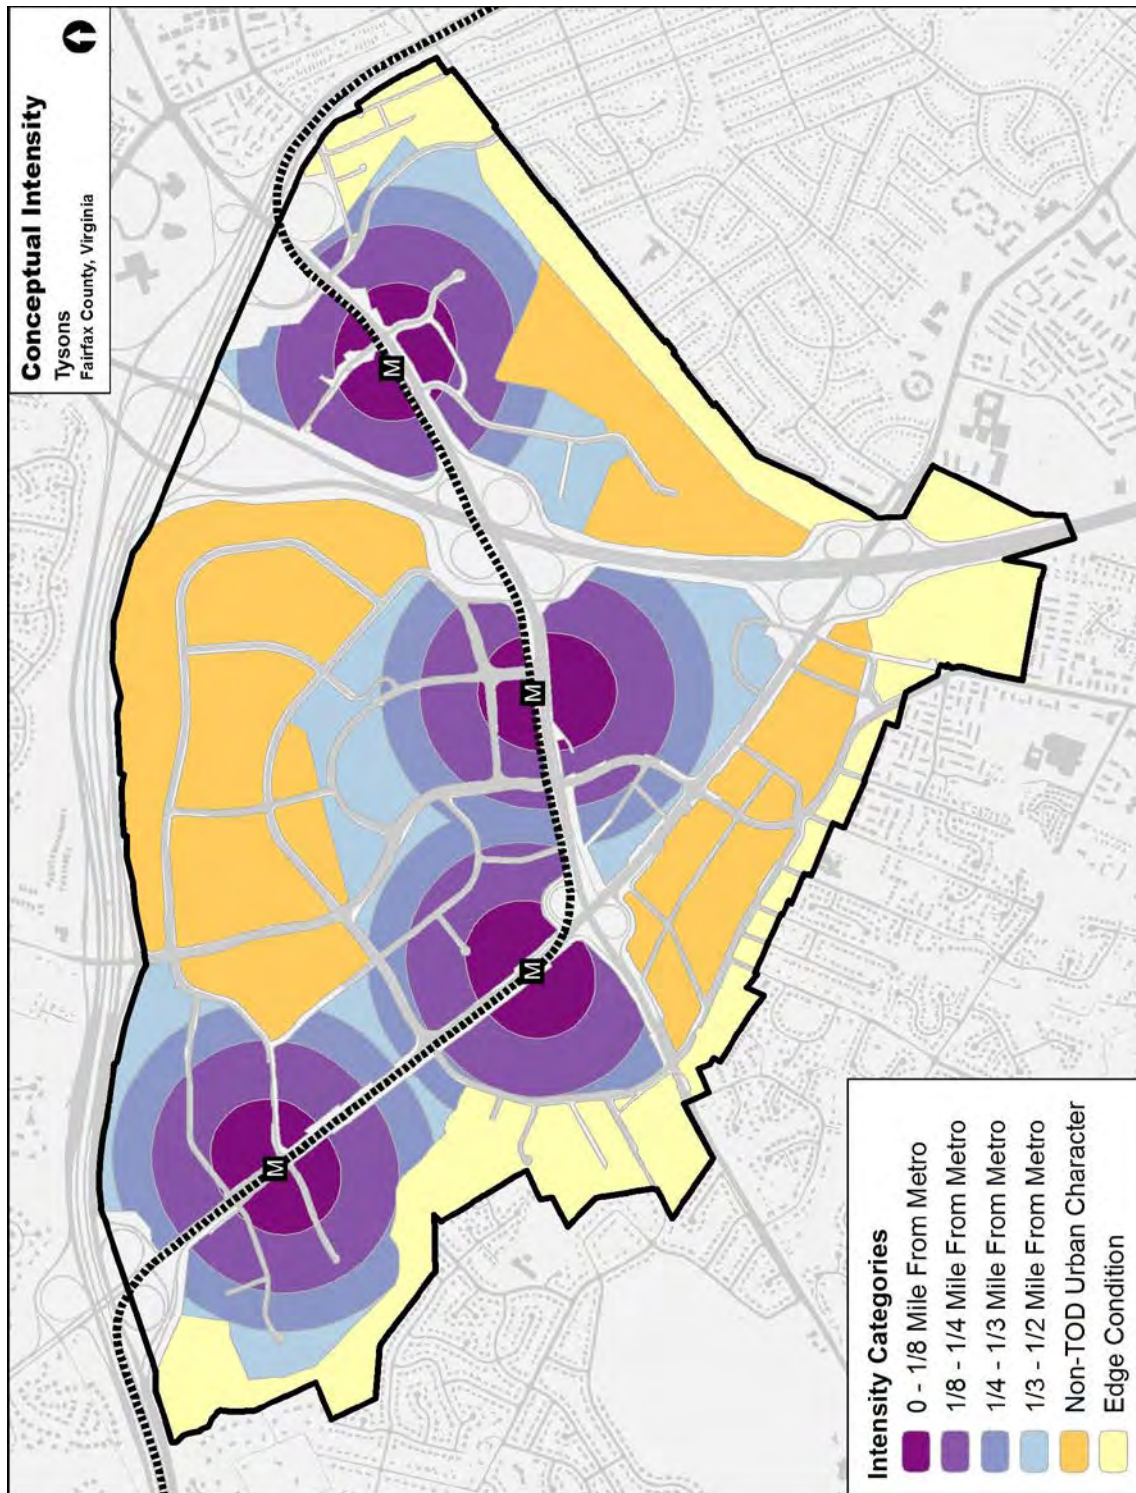 Conceptual Intensity
Tysons
Fairfax County, Virginia
M
M
M
M
Intensity Categories
0 - 1/8 Mile From Metro
1/8 - 1/4 Mile From Metro
1/4 - 1/3 Mile From Metro
1/3 - 1/2 Mile From Metro
Non-TOD Urban Character
Edge Condition